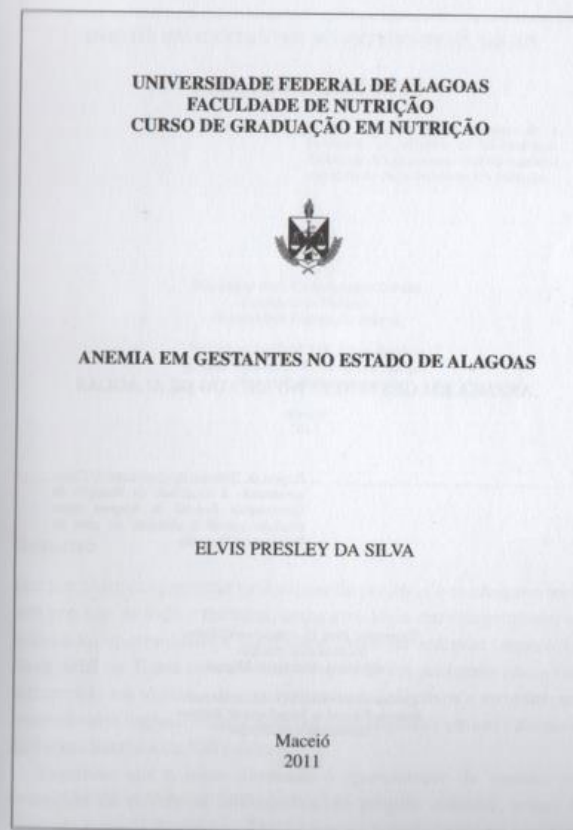 UNIVERSIDADE FEDERAL DE ALAGOAS
FACULDADE DE NUTRIÇÃO
CURSO DE GRADUAÇÃO EM NUTRIÇÃO
ANEMIA EM GESTANTES NO ESTADO DE ALAGOAS
ELVIS PRESLEY DA SILVA
Maceió
2011